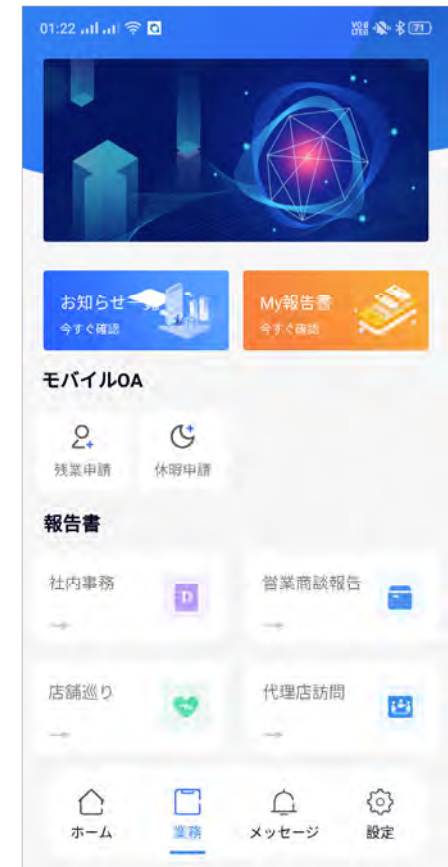 01:22
71
お知らせ一覧
今すぐ確認
My報告書
今すぐ確認
モバイルOA
残業申請
休暇申請
報告書
社内事務
営業商談報告
店舗巡り
代理店訪問
ホーム
業務
メッセージ
設定